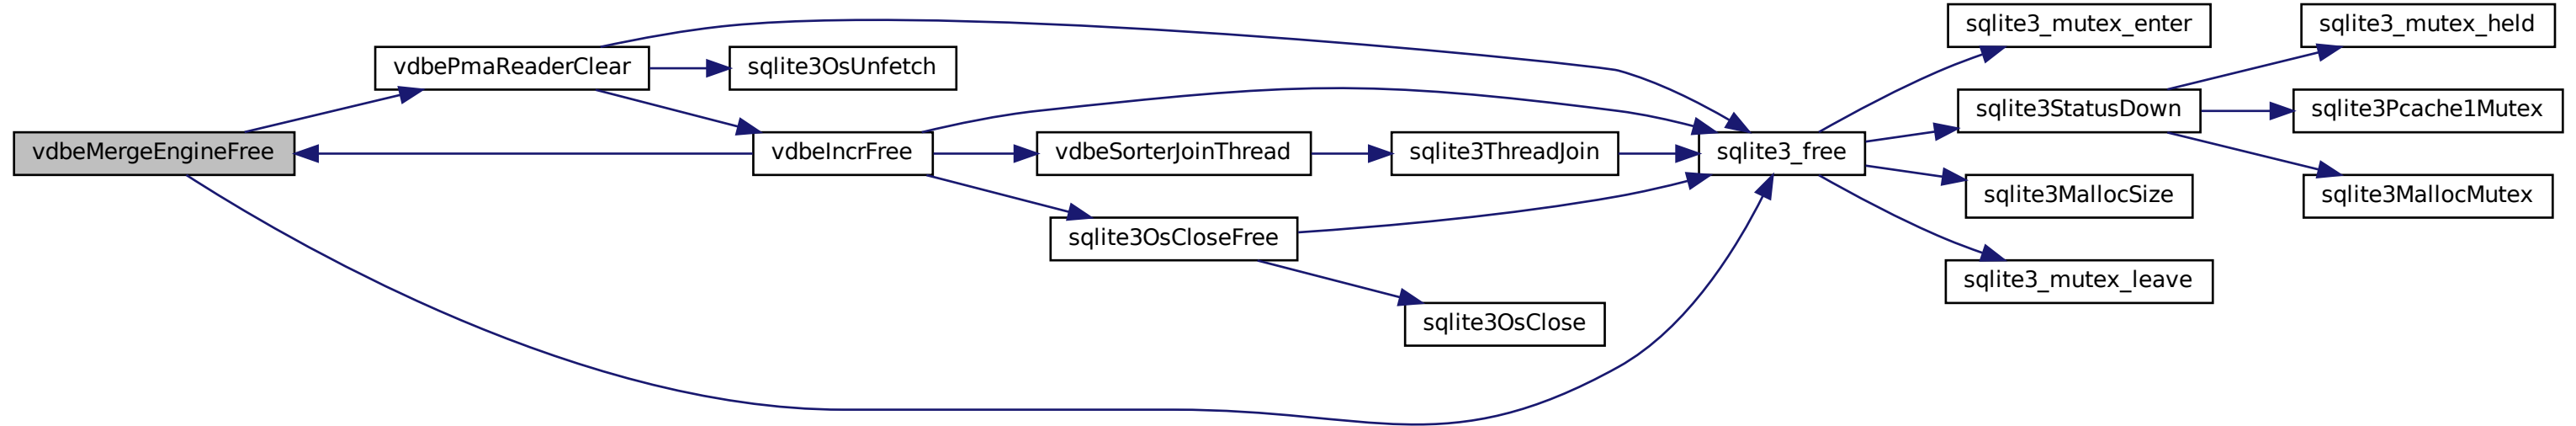 vdbeMergeEngineFree
vdbePmaReaderClear
sqlite3OsUnfetch
vdbeIncrFree
vdbeSorterJoinThread
sqlite3OsCloseFree
sqlite3ThreadJoin
sqlite3OsClose
sqlite3_free
sqlite3_mutex_enter
sqlite3StatusDown
sqlite3MallocSize
sqlite3_mutex_leave
sqlite3_mutex_held
sqlite3Pcache1Mutex
sqlite3MallocMutex